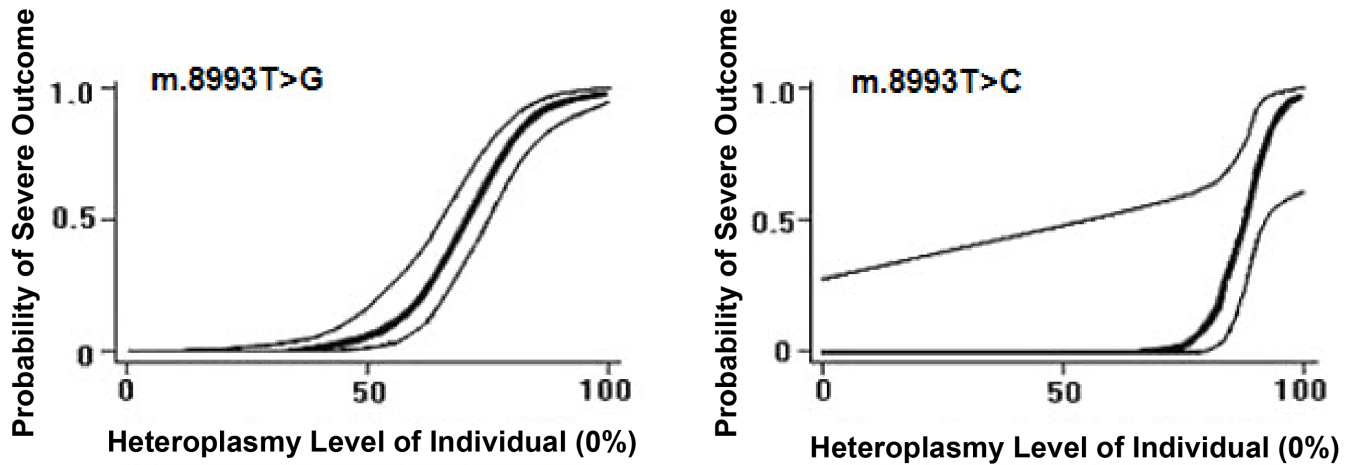 Probability of Severe Outcome
m.8993T>G
1.0
0.5
0
0 50 100
Heteroplasmy Level of Individual (0%)
Probability of Severe Outcome
m.8993T>C
1.0
0.5
0
0 50 100
Heteroplasmy Level of Individual (0%)